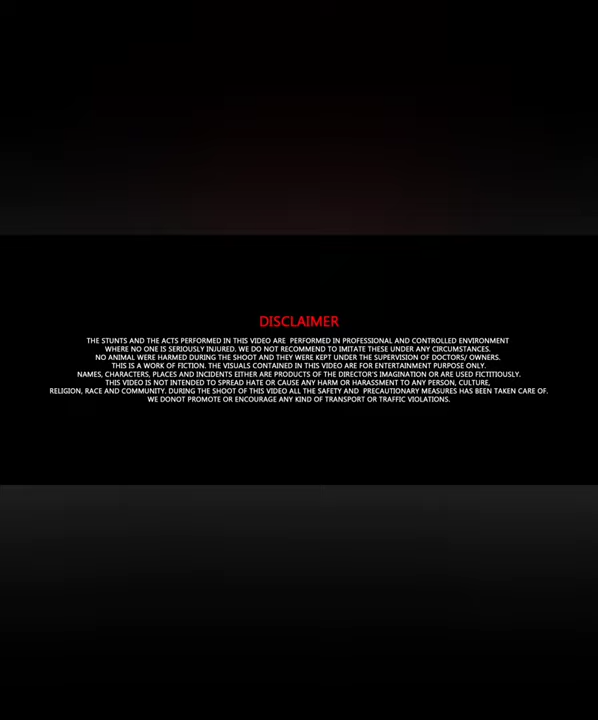 DISCLAIMER
THE STUNTS AND THE ACTS PERFORMED IN THIS VIDEO ARE PERFORMED IN PROFESSIONAL AND CONTROLLED ENVIRONMENT
WHERE NO ONE IS SERIOUSLY INJURED. WE DO NOT RECOMMEND TO IMITATE THESE UNDER ANY CIRCUMSTANCES.
NO ANIMAL WERE HARMED DURING THE SHOOT AND THEY WERE KEPT UNDER THE SUPERVISION OF DOCTORS/ OWNERS.
THIS IS A WORK OF FICTION. THE VISUALS CONTAINED IN THIS VIDEO ARE FOR ENTERTAINMENT PURPOSE ONLY.
NAMES, CHARACTERS, PLACES AND INCIDENTS EITHER ARE PRODUCTS OF THE DIRECTOR'S IMAGINATION OR ARE USED FICTITIOUSLY.
THIS VIDEO IS NOT INTENDED TO SPREAD HATE OR CAUSE ANY HARM OR HARASSMENT TO ANY PERSON, CULTURE,
RELIGION, RACE AND COMMUNITY. DURING THE SHOOT OF THIS VIDEO ALL THE SAFETY AND PRECAUTIONARY MEASURES HAS BEEN TAKEN CARE OF.
WE DONOT PROMOTE OR ENCOURAGE ANY KIND OF TRANSPORT OR TRAFFIC VIOLATIONS.